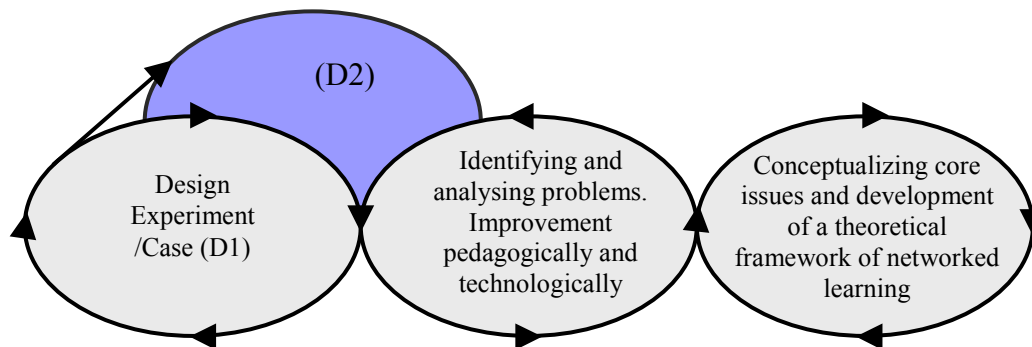 (D2)
Design
Experiment
/Case (D1)
Identifying and
analysing problems.
Improvement
pedagogically and
technologically
Conceptualizing core
issues and development
of a theoretical
framework of networked
learning